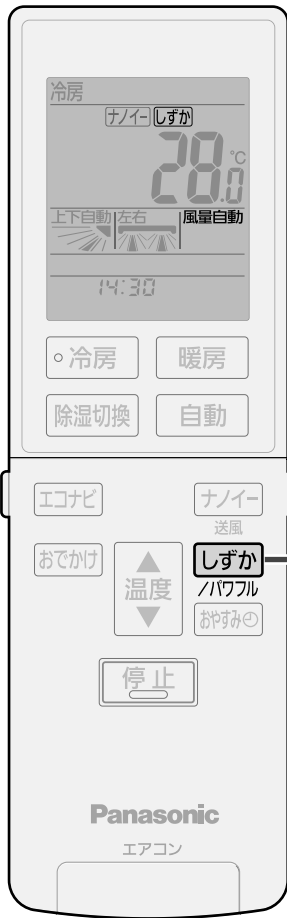 冷房
ナノイー しずか
28.0℃
上下自動 左右 風量自動
14:30
冷房 暖房
除湿切換 自動
エコナビ ナノイー
送風
おでかけ ▲ しずか
温度 /パワフル
▼ おやすみ
停止
Panasonic
エアコン